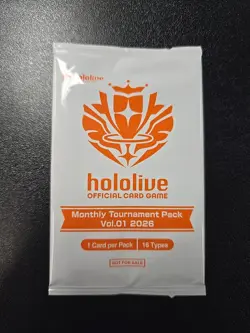 hololive
hololive
OFFICIAL CARD GAME
Monthly Tournament Pack
Vol.01 2026
1 Card per Pack
16 Types
NOT FOR SALE